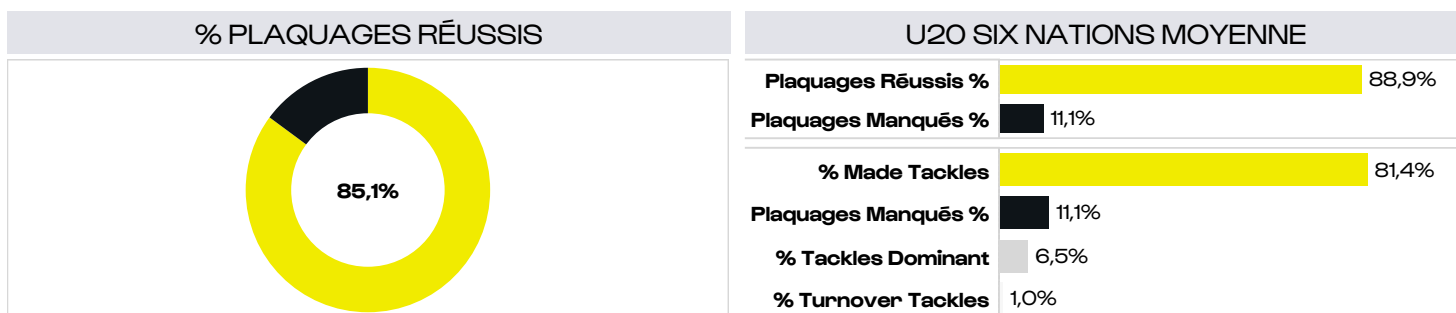 % PLAQUAGES RÉUSSIS
85,1%
U20 SIX NATIONS MOYENNE
Plaquages Réussis % 88,9%
Plaquages Manqués % 11,1%
% Made Tackles 81,4%
Plaquages Manqués % 11,1%
% Tackles Dominant 6,5%
% Turnover Tackles 1,0%